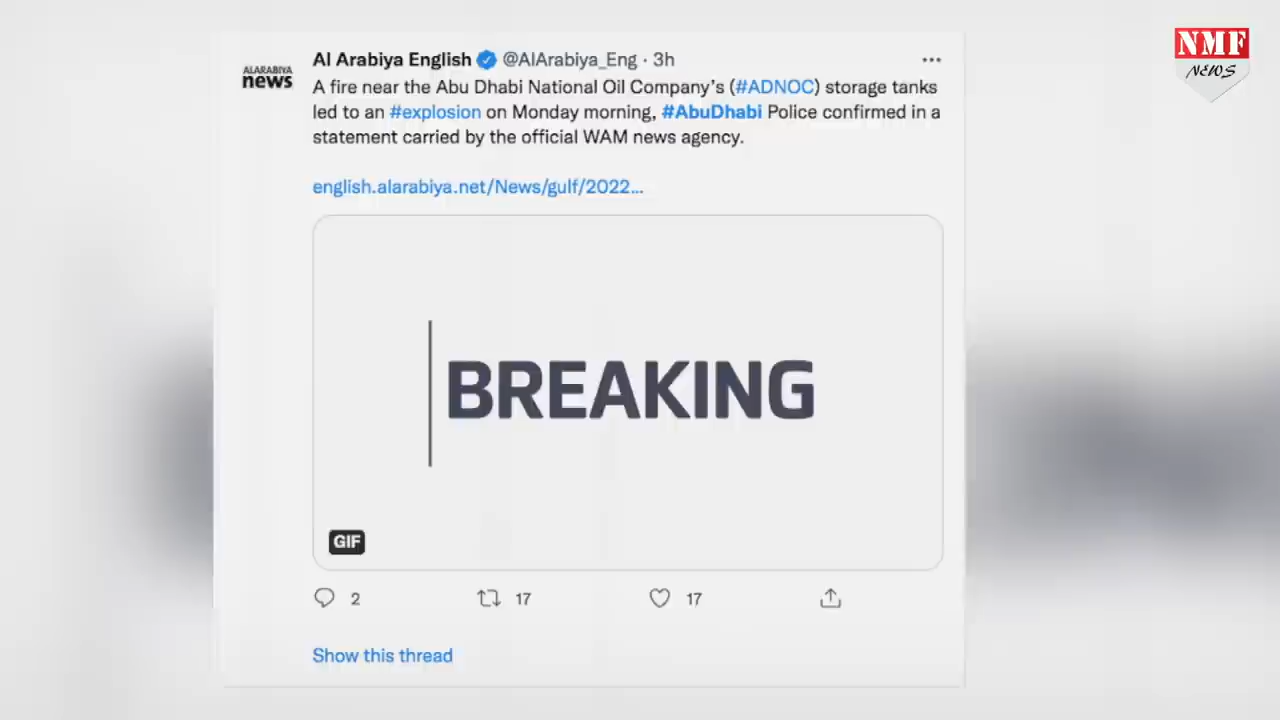 NMF
NEWS
ALARABIYA
news
Al Arabiya English @AlArabiya_Eng · 3h
A fire near the Abu Dhabi National Oil Company's (#ADNOC) storage tanks
led to an #explosion on Monday morning, #AbuDhabi Police confirmed in a
statement carried by the official WAM news agency.
english.alarabiya.net/News/gulf/2022...
BREAKING
GIF
2 17 17
Show this thread